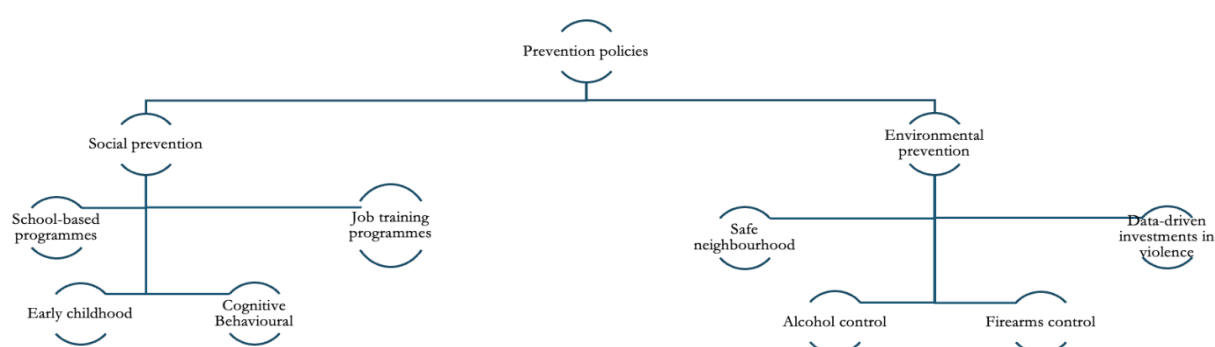 Prevention policies
Social prevention
Environmental
prevention
School-based
programmes
Job training
programmes
Safe
neighbourhood
Data-driven
investments in
violence
Early childhood
Cognitive
Behavioural
Alcohol control
Firearms control